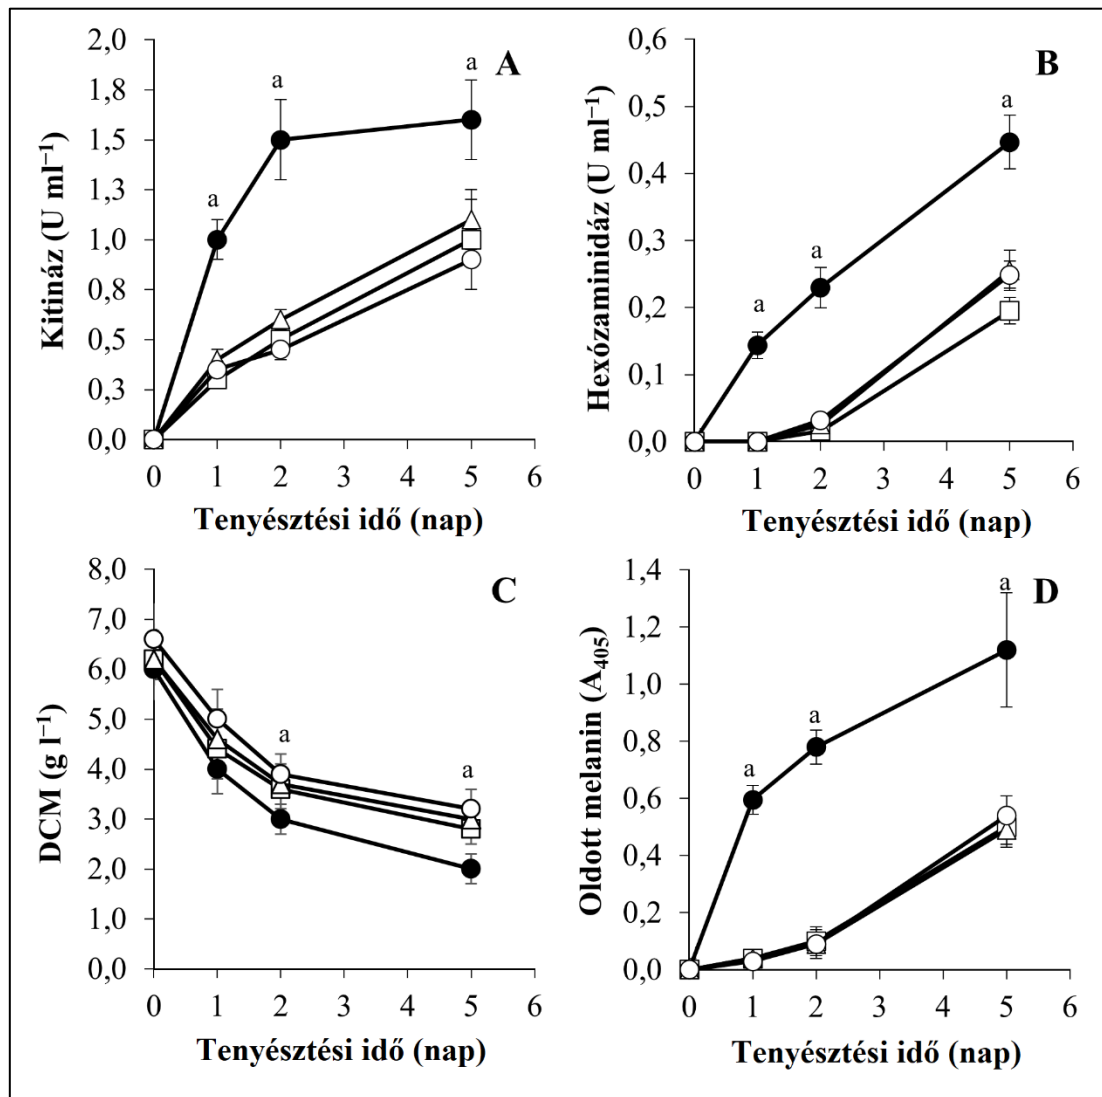 A
Kitináz (U ml⁻¹)
2,0
1,8
1,5
1,3
1,0
0,8
0,5
0,3
0,0
a
a
a
0 1 2 3 4 5 6
Tenyésztési idő (nap)
B
Hexózaminidáz (U ml⁻¹)
0,6
0,5
0,4
0,3
0,2
0,1
0,0
a
a
a
0 1 2 3 4 5 6
Tenyésztési idő (nap)
C
DCM (g l⁻¹)
8,0
7,0
6,0
5,0
4,0
3,0
2,0
1,0
0,0
a
a
0 1 2 3 4 5 6
Tenyésztési idő (nap)
D
Oldott melanin (A₄₀₅)
1,4
1,2
1,0
0,8
0,6
0,4
0,2
0,0
a
a
a
0 1 2 3 4 5 6
Tenyésztési idő (nap)